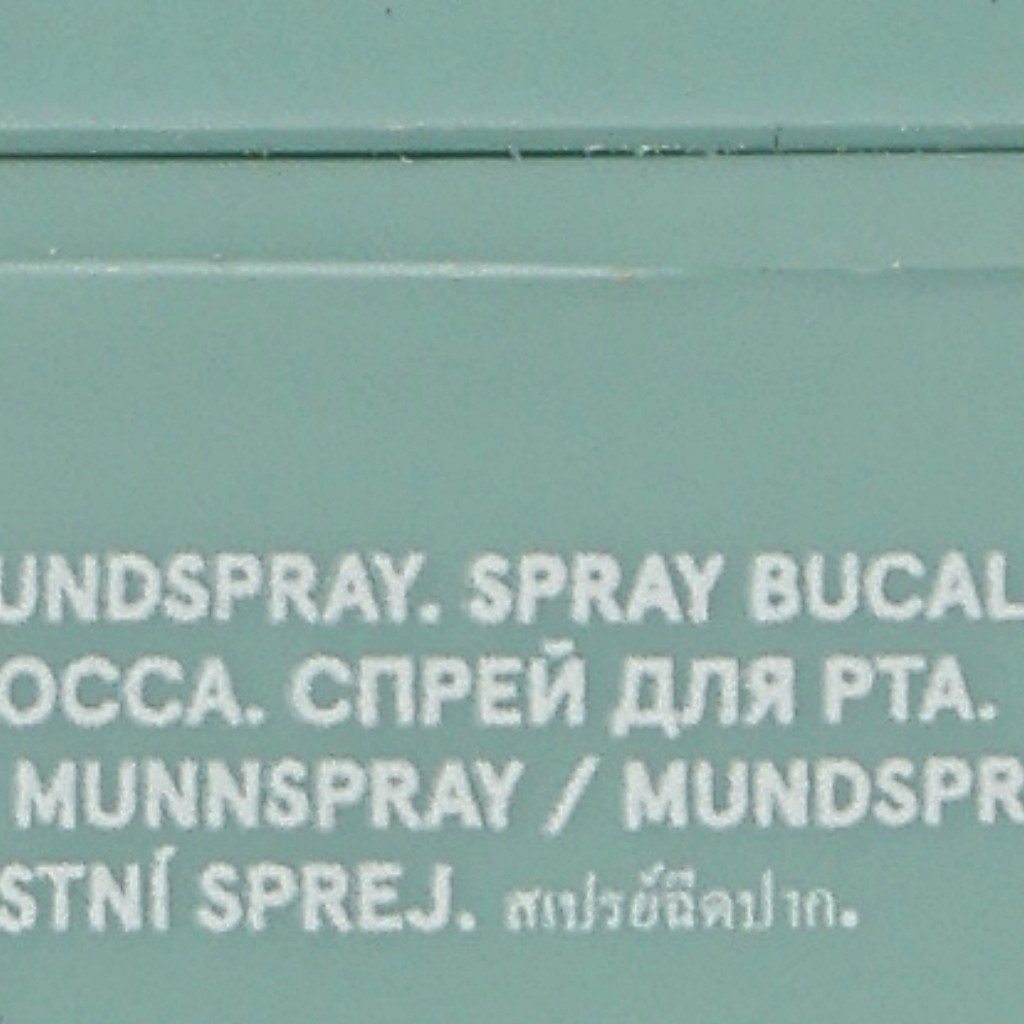 UNDSPRAY. SPRAY BUCAL
OCCA. СПРЕЙ ДЛЯ РТА.
MUNNSPRAY / MUNDSPR
STNÍ SPREJ. สเปรย์ฉีดปาก.